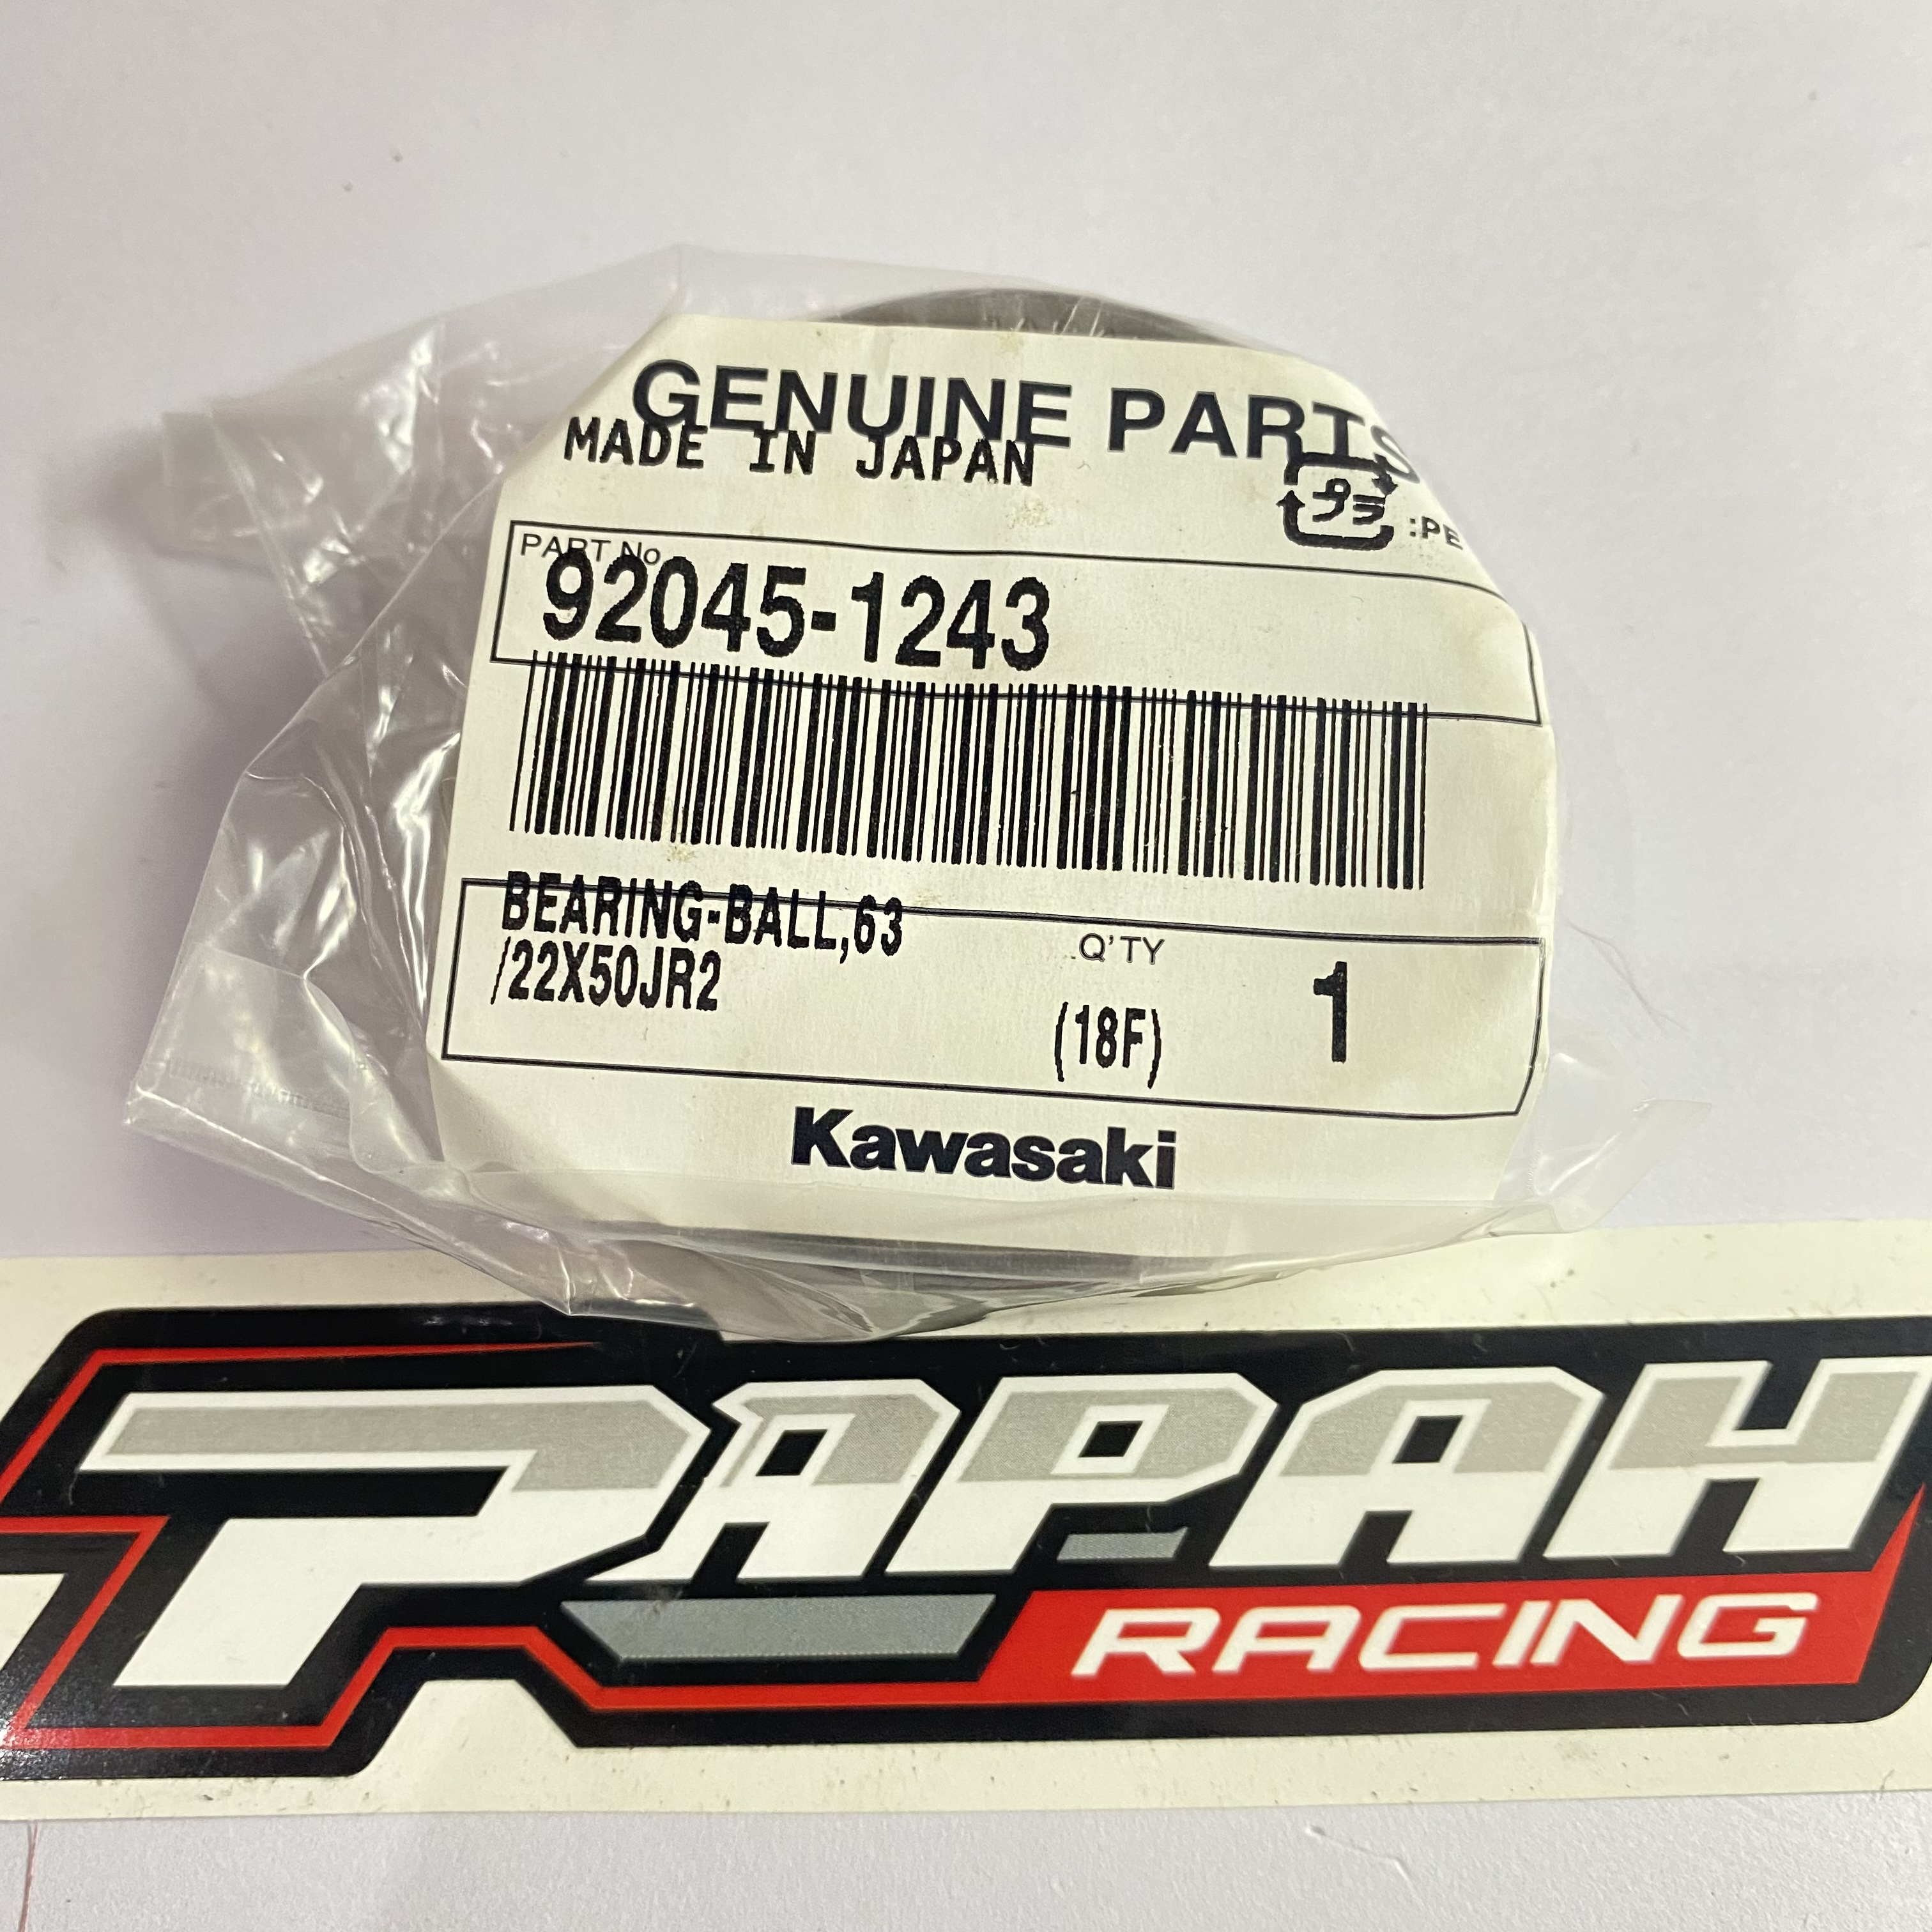 GENUINE PARTS
MADE IN JAPAN
プラ :PE
PART No.
92045-1243
BEARING-BALL,63
/22X50JR2
Q'TY
(18F) 1
Kawasaki
PAPAH
RACING